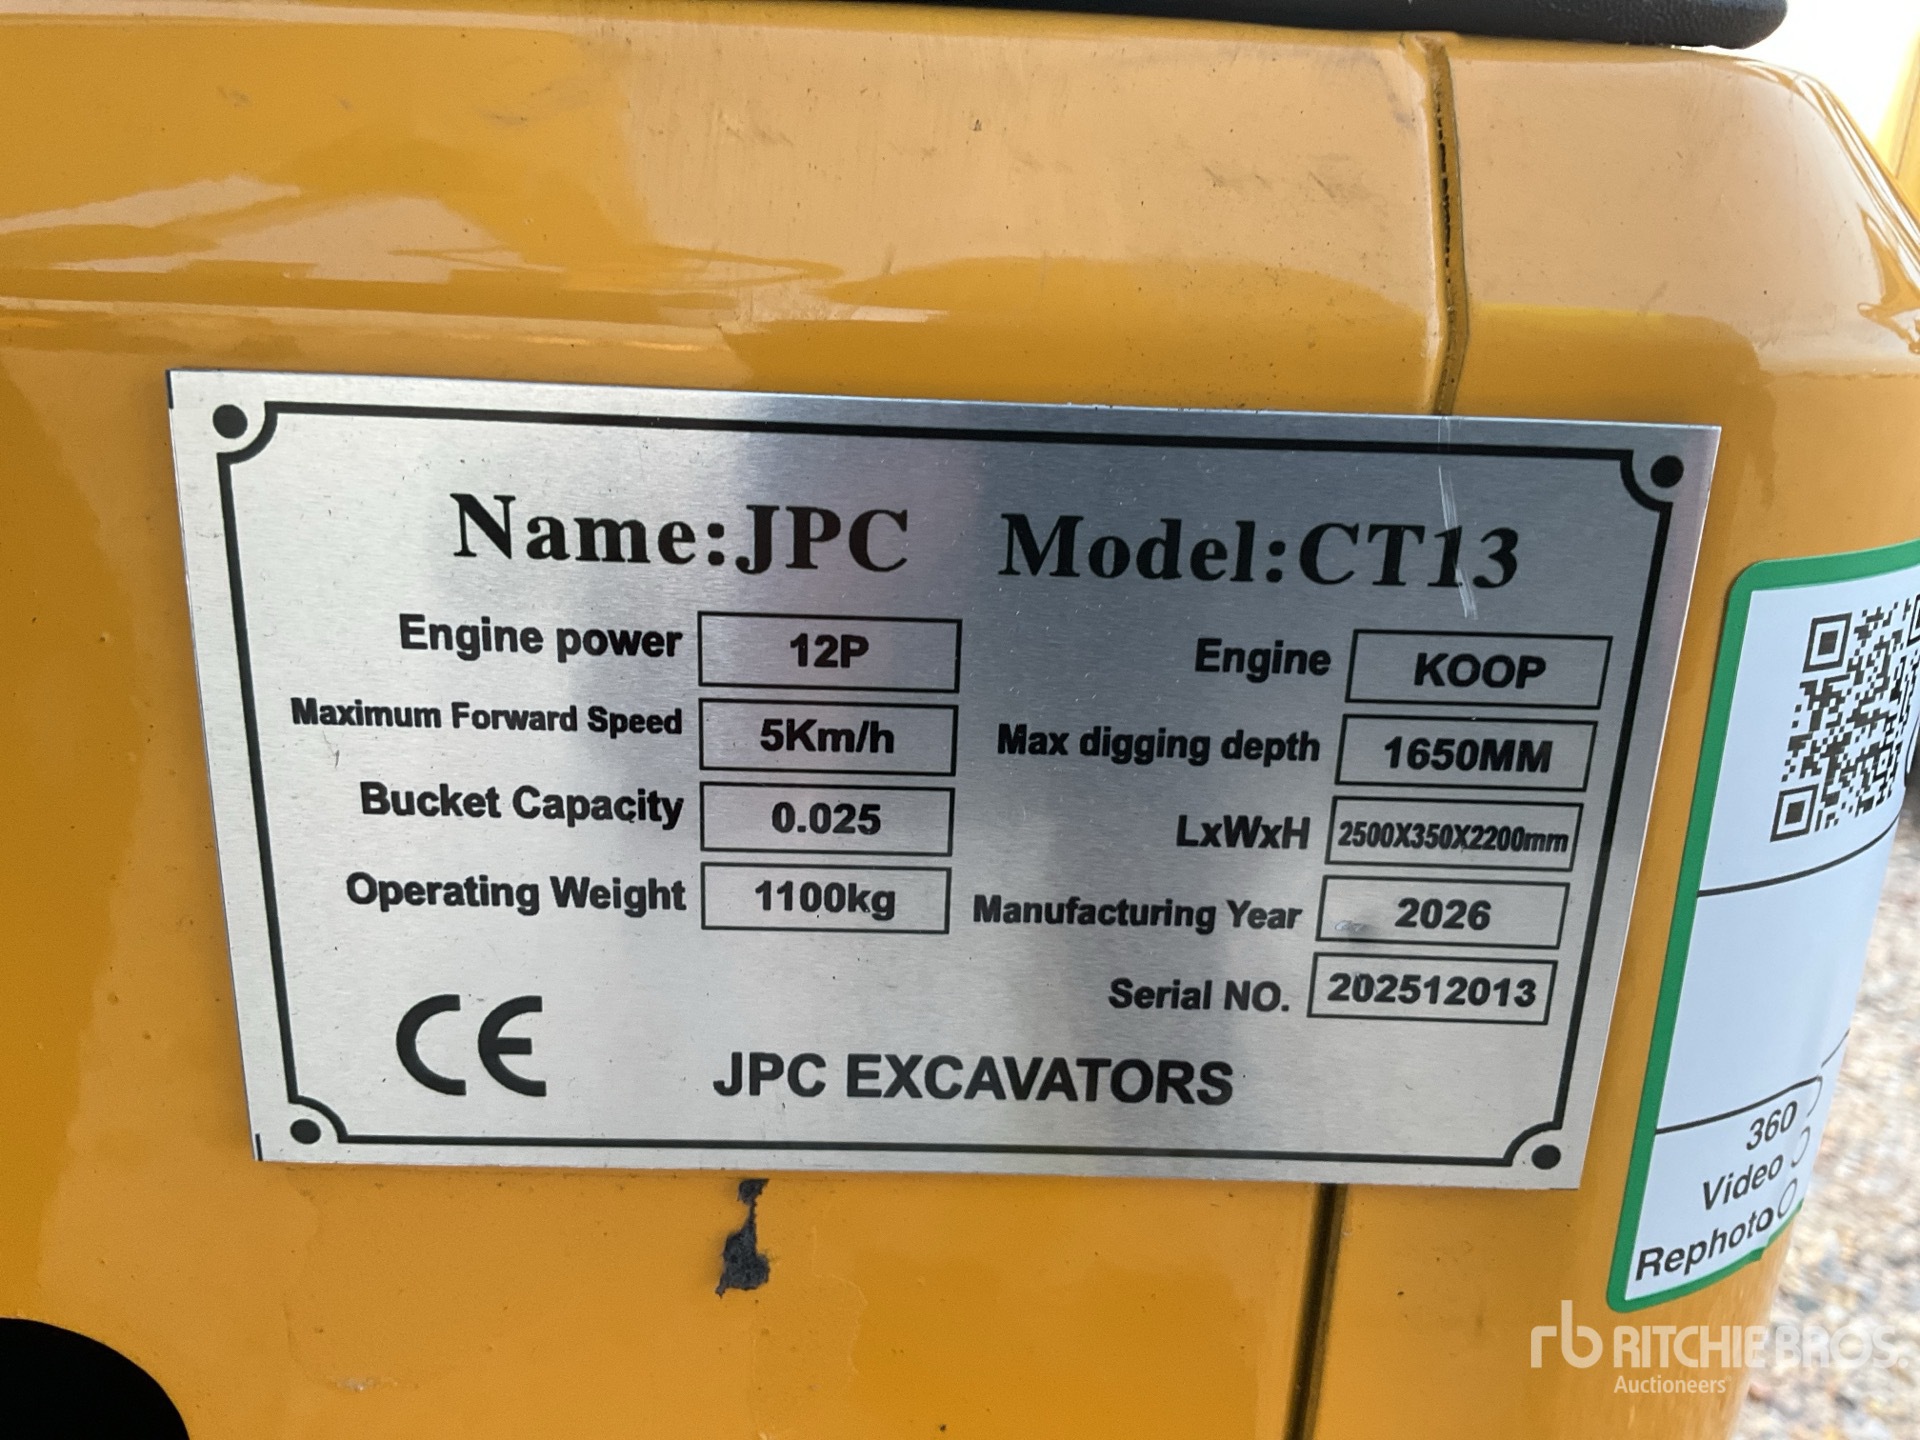 Name:JPC Model:CT13
Engine power 12P Engine KOOP
Maximum Forward Speed 5Km/h Max digging depth 1650MM
Bucket Capacity 0.025 LxWxH 2500X350X2200mm
Operating Weight 1100kg Manufacturing Year 2026
Serial NO. 202512013
CE JPC EXCAVATORS
360
Video
Rephoto
rb RITCHIE BROS.
Auctioneers